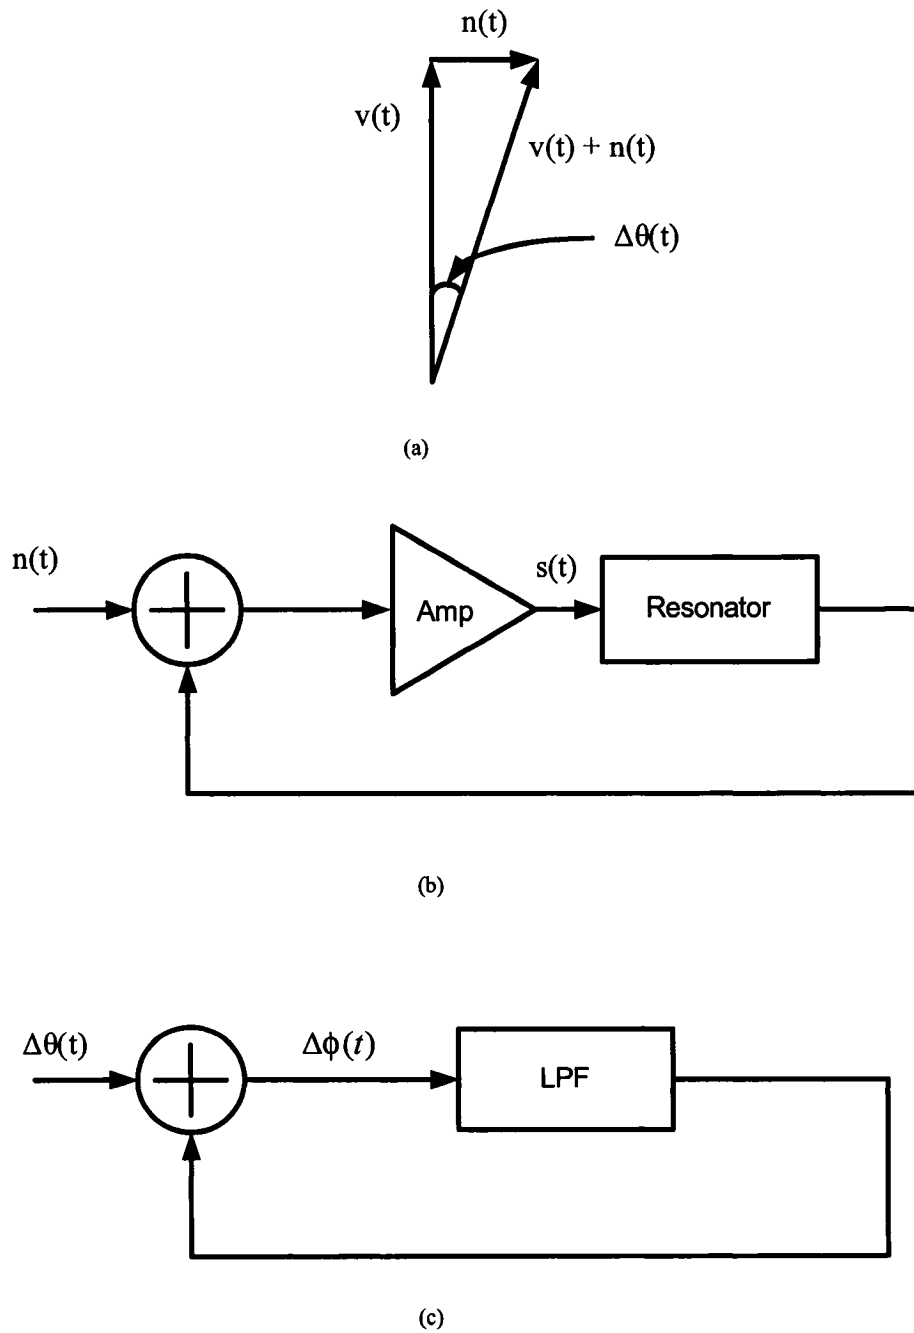 n(t)
v(t)
v(t) + n(t)
Δθ(t)
(a)
n(t)
Amp
s(t)
Resonator
(b)
Δθ(t)
Δϕ(t)
LPF
(c)